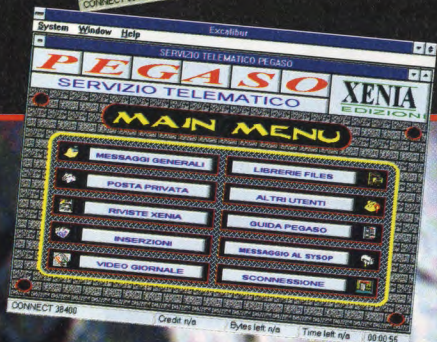 CONNECT
System Window Help Excalibur
SERVIZIO TELEMATICO PEGASO
PEGASO
SERVIZIO TELEMATICO
XENIA
EDIZIONI
MAIN MENU
MESSAGGI GENERALI
LIBRERIE FILES
POSTA PRIVATA
ALTRI UTENTI
RIVISTE XENIA
GUIDA PEGASO
INSERZIONI
MESSAGGIO AL SYSOP
VIDEO GIORNALE
SCONNESSIONE
CONNECT 38400 Credit n/a Bytes left n/a Time left n/a 00:00:56